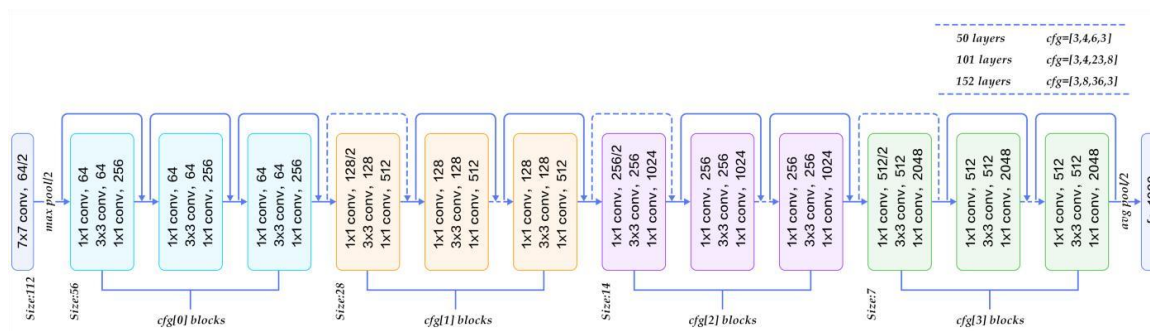 50 layers cfg=[3,4,6,3]
101 layers cfg=[3,4,23,8]
152 layers cfg=[3,8,36,3]
7x7 conv, 64/2
max pool/2
1x1 conv, 64
3x3 conv, 64
1x1 conv, 256
1x1 conv, 64
3x3 conv, 64
1x1 conv, 256
1x1 conv, 64
3x3 conv, 64
1x1 conv, 256
1x1 conv, 128/2
3x3 conv, 128
1x1 conv, 512
1x1 conv, 128
3x3 conv, 128
1x1 conv, 512
1x1 conv, 128
3x3 conv, 128
1x1 conv, 512
1x1 conv, 256/2
3x3 conv, 256
1x1 conv, 1024
1x1 conv, 256
3x3 conv, 256
1x1 conv, 1024
1x1 conv, 256
3x3 conv, 256
1x1 conv, 1024
1x1 conv, 512/2
3x3 conv, 512
1x1 conv, 2048
1x1 conv, 512
3x3 conv, 512
1x1 conv, 2048
1x1 conv, 512
3x3 conv, 512
1x1 conv, 2048
avg pool/2
Size:112
Size:56
cfg[0] blocks
Size:28
cfg[1] blocks
Size:14
cfg[2] blocks
Size:7
cfg[3] blocks